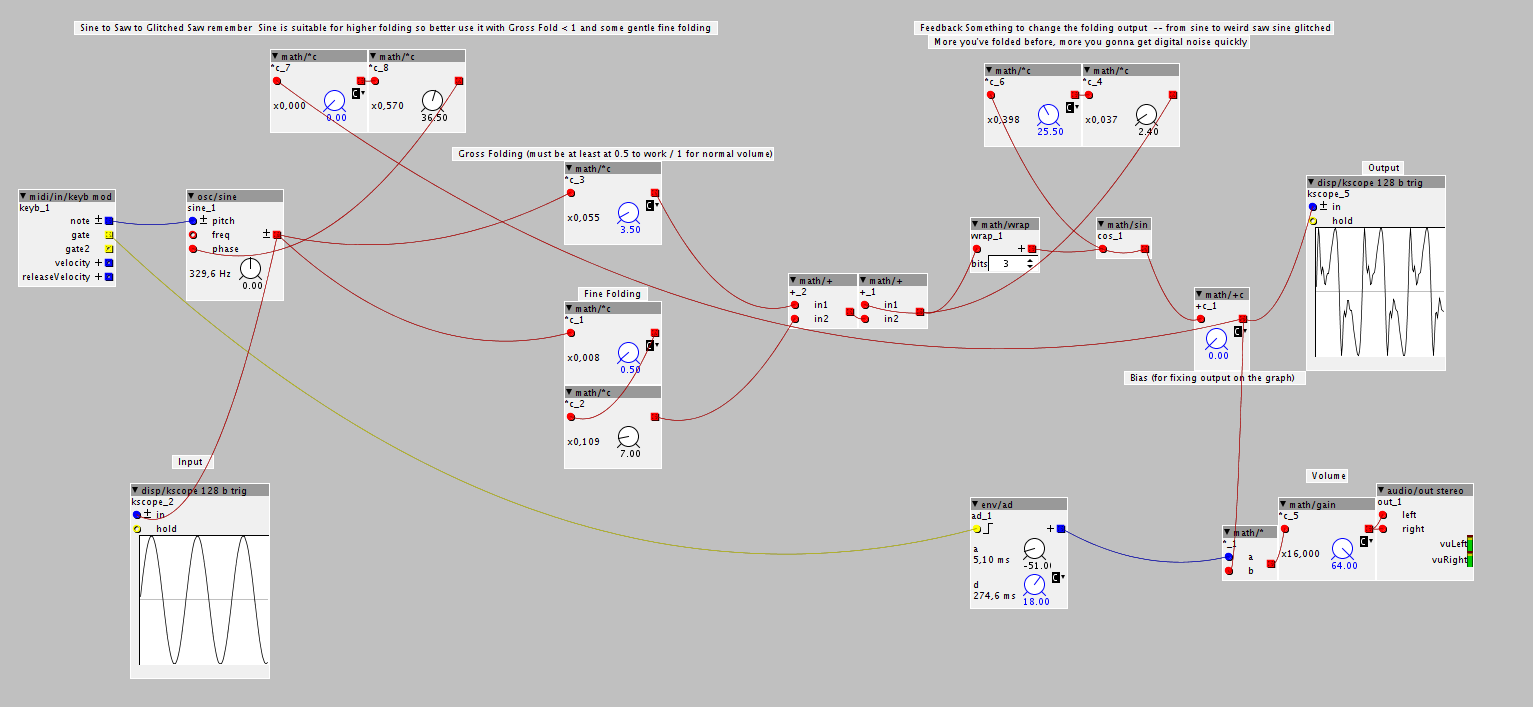 Sine to Saw to Glitched Saw remember  Sine is suitable for higher folding so better use it with Gross Fold < 1 and some gentle fine folding
Feedback Something to change the folding output  -- from sine to weird saw sine glitched
More you've folded before, more you gonna get digital noise quickly
math/*c
*c_7
x0,000
0.00
math/*c
*c_8
x0,570
36.50
math/*c
*c_6
x0,398
25.50
math/*c
*c_4
x0,037
2.40
Gross Folding (must be at least at 0.5 to work / 1 for normal volume)
math/*c
*c_3
x0,055
3.50
Output
disp/kscope 128 b trig
kscope_5
in
hold
midi/in/keyb mod
keyb_1
note
gate
gate2
velocity
releaseVelocity
osc/sine
sine_1
pitch
freq
phase
329,6 Hz
0.00
math/wrap
wrap_1
bits 3
math/sin
cos_1
math/+
+_2
in1
in2
math/+
+_1
in1
in2
Fine Folding
math/*c
*c_1
x0,008
0.50
math/*c
*c_2
x0,109
7.00
math/+c
+c_1
0.00
Bias (for fixing output on the graph)
Input
disp/kscope 128 b trig
kscope_2
in
hold
env/ad
ad_1
a
5,10 ms
-51.00
d
274,6 ms
18.00
Volume
math/*
*_1
a
b
math/gain
*c_5
x16,000
64.00
audio/out stereo
out_1
left
right
vuLeft
vuRight